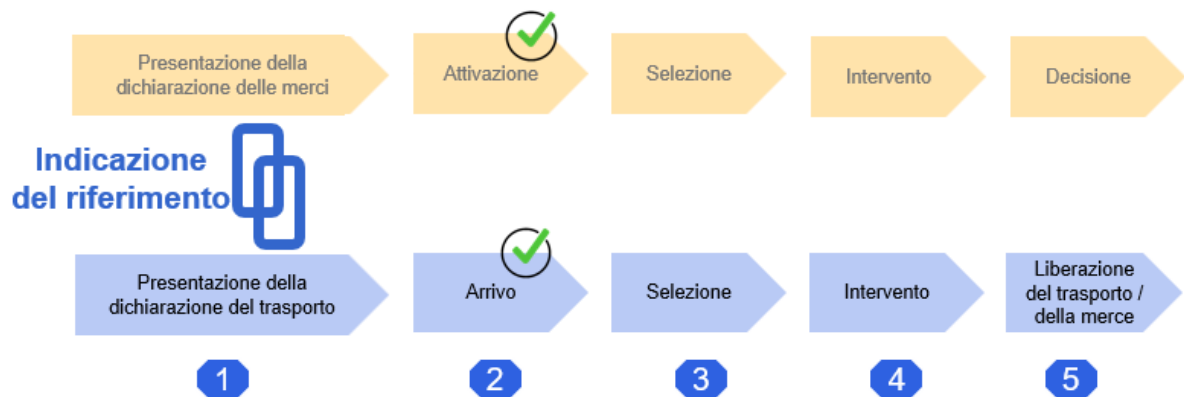 Presentazione della
dichiarazione delle merci
Attivazione
Selezione
Intervento
Decisione
Indicazione
del riferimento
Presentazione della
dichiarazione del trasporto
Arrivo
Selezione
Intervento
Liberazione
del trasporto /
della merce
1
2
3
4
5